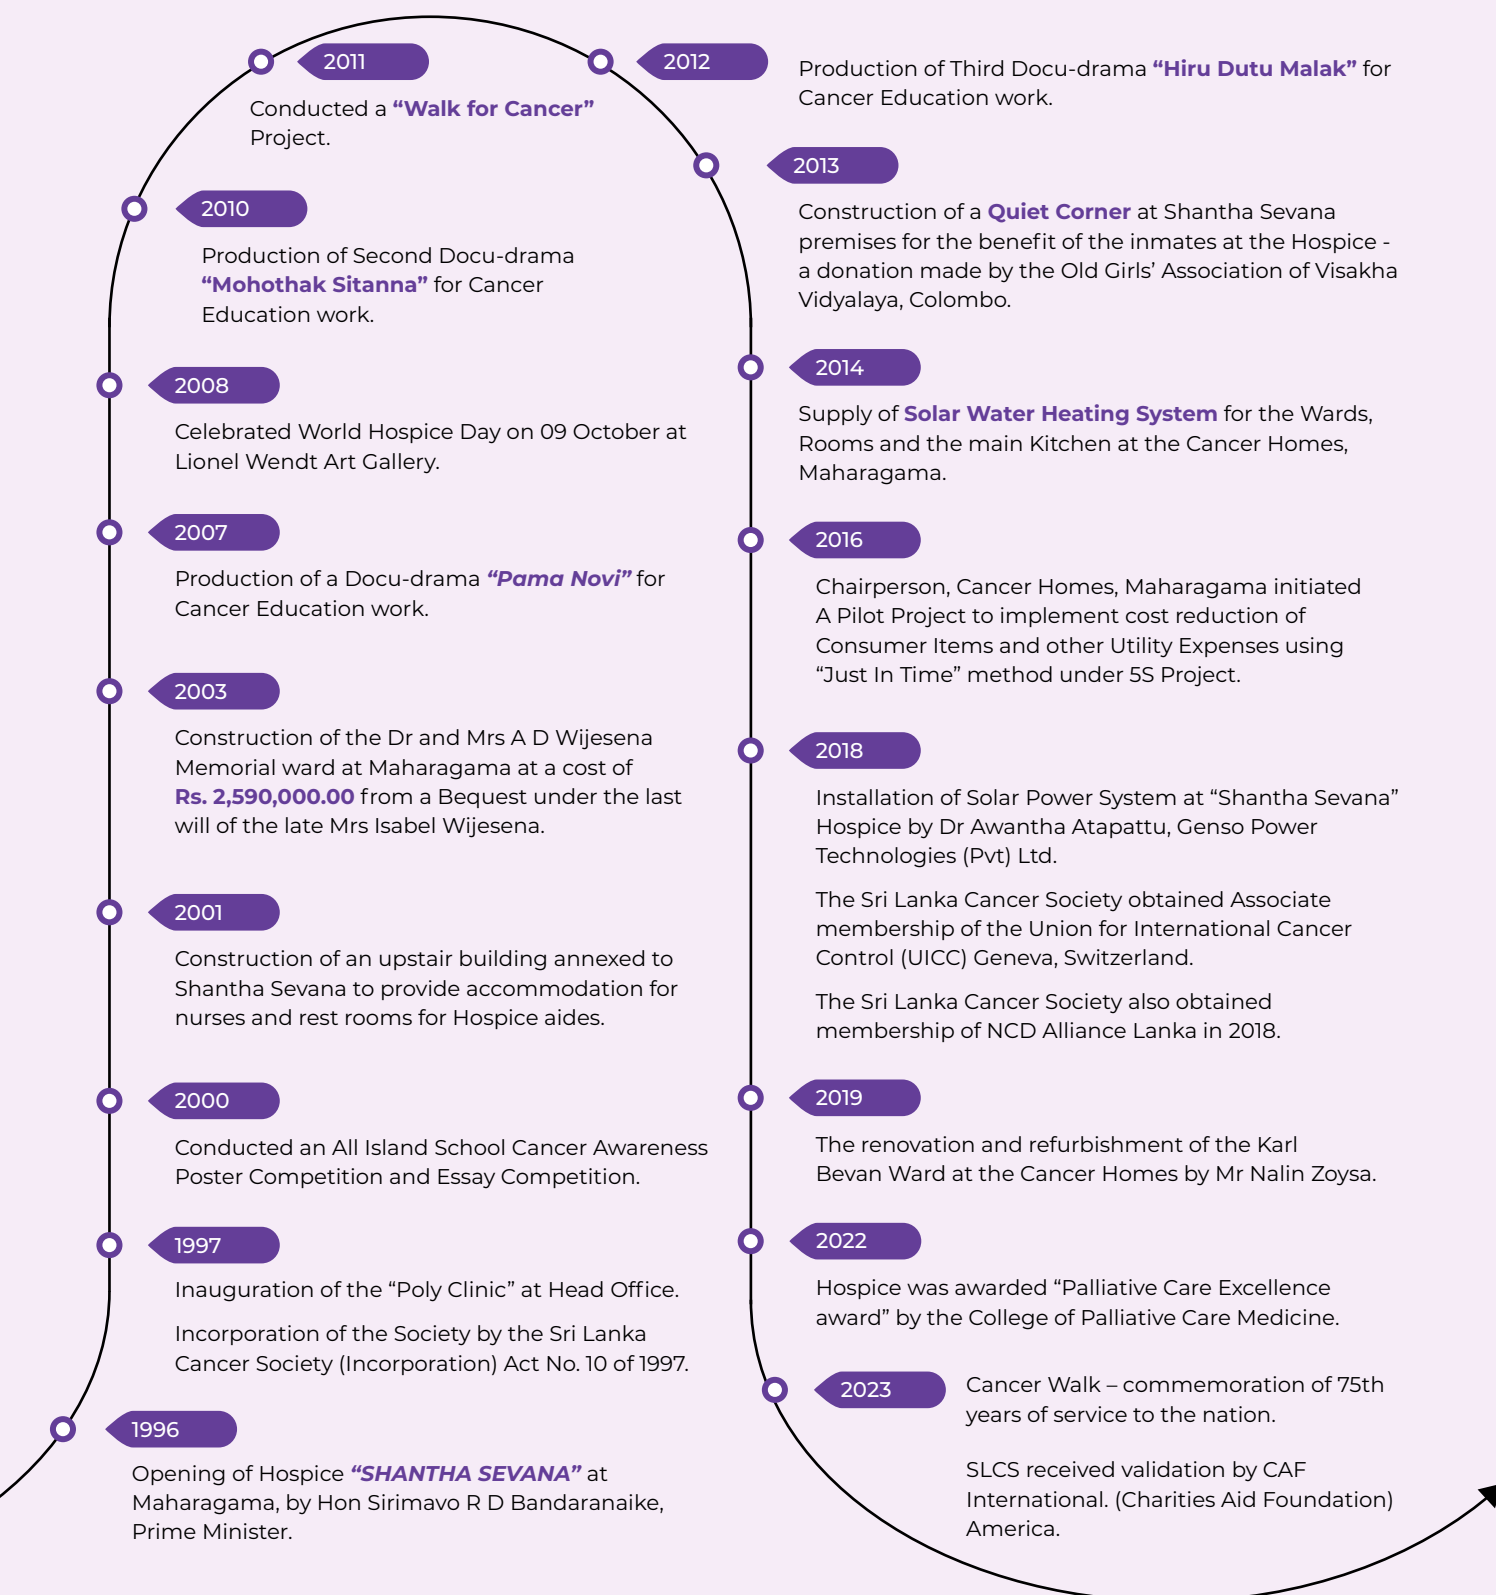 2011
Conducted a “Walk for Cancer”
Project.
2010
Production of Second Docu-drama
“Mohothak Sitanna” for Cancer
Education work.
2008
Celebrated World Hospice Day on 09 October at
Lionel Wendt Art Gallery.
2007
Production of a Docu-drama “Pama Novi” for
Cancer Education work.
2003
Construction of the Dr and Mrs A D Wijesena
Memorial ward at Maharagama at a cost of
Rs. 2,590,000.00 from a Bequest under the last
will of the late Mrs Isabel Wijesena.
2001
Construction of an upstair building annexed to
Shantha Sevana to provide accommodation for
nurses and rest rooms for Hospice aides.
2000
Conducted an All Island School Cancer Awareness
Poster Competition and Essay Competition.
1997
Inauguration of the “Poly Clinic” at Head Office.
Incorporation of the Society by the Sri Lanka
Cancer Society (Incorporation) Act No. 10 of 1997.
1996
Opening of Hospice “SHANTHA SEVANA” at
Maharagama, by Hon Sirimavo R D Bandaranaike,
Prime Minister.
2012
Production of Third Docu-drama “Hiru Dutu Malak” for
Cancer Education work.
2013
Construction of a Quiet Corner at Shantha Sevana
premises for the benefit of the inmates at the Hospice -
a donation made by the Old Girls’ Association of Visakha
Vidyalaya, Colombo.
2014
Supply of Solar Water Heating System for the Wards,
Rooms and the main Kitchen at the Cancer Homes,
Maharagama.
2016
Chairperson, Cancer Homes, Maharagama initiated
A Pilot Project to implement cost reduction of
Consumer Items and other Utility Expenses using
“Just In Time” method under 5S Project.
2018
Installation of Solar Power System at “Shantha Sevana”
Hospice by Dr Awantha Atapattu, Genso Power
Technologies (Pvt) Ltd.
The Sri Lanka Cancer Society obtained Associate
membership of the Union for International Cancer
Control (UICC) Geneva, Switzerland.
The Sri Lanka Cancer Society also obtained
membership of NCD Alliance Lanka in 2018.
2019
The renovation and refurbishment of the Karl
Bevan Ward at the Cancer Homes by Mr Nalin Zoysa.
2022
Hospice was awarded “Palliative Care Excellence
award” by the College of Palliative Care Medicine.
2023
Cancer Walk – commemoration of 75th
years of service to the nation.
SLCS received validation by CAF
International. (Charities Aid Foundation)
America.